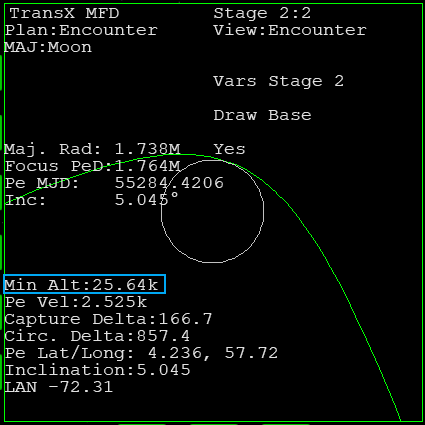 TransX MFD Stage 2:2
Plan:Encounter View:Encounter
MAJ:Moon
Vars Stage 2
Draw Base
Maj. Rad: 1.738M Yes
Focus PeD:1.764M
Pe MJD: 55284.4206
Inc: 5.045°
Min Alt:25.64k
Pe Vel:2.525k
Capture Delta:166.7
Circ. Delta:857.4
Pe Lat/Long: 4.236, 57.72
Inclination:5.045
LAN -72.31